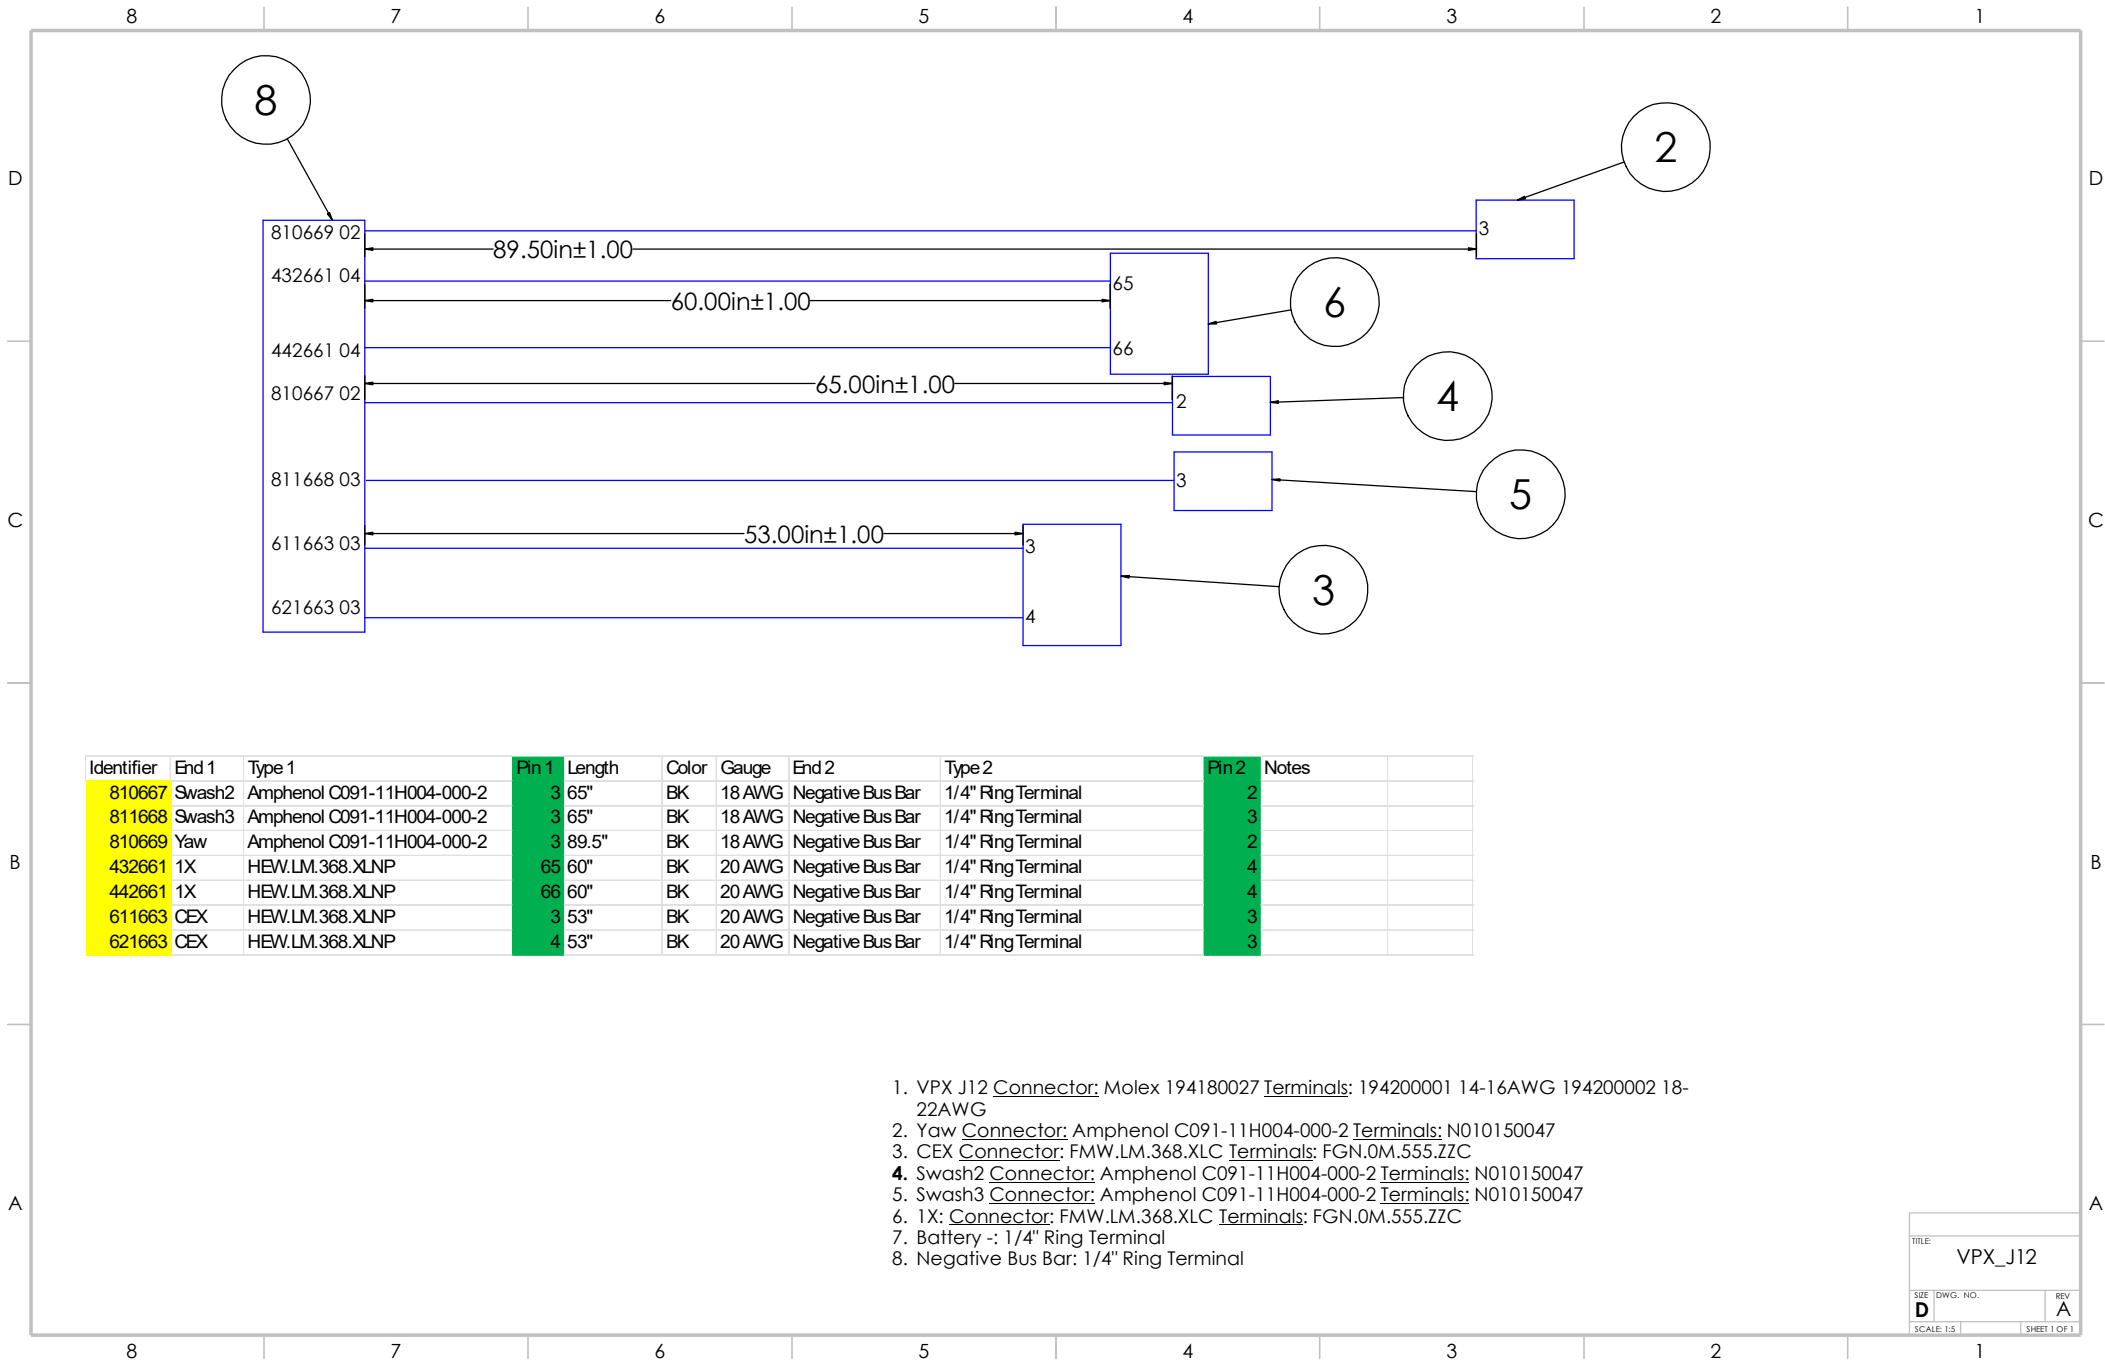 8 7 6 5 4 3 2 1
8
2
D D
810669 02 3
89.50in±1.00
432661 04 65
60.00in±1.00
6
442661 04 66
65.00in±1.00
810667 02 2
4
811668 03 3
5
C C
53.00in±1.00
611663 03 3
3
621663 03 4
Identifier End 1 Type 1 Pin 1 Length Color Gauge End 2 Type 2 Pin 2 Notes
810667 Swash2 Amphenol C091-11H004-000-2 3 65" BK 18 AWG Negative Bus Bar 1/4" Ring Terminal 2
811668 Swash3 Amphenol C091-11H004-000-2 3 65" BK 18 AWG Negative Bus Bar 1/4" Ring Terminal 3
810669 Yaw Amphenol C091-11H004-000-2 3 89.5" BK 18 AWG Negative Bus Bar 1/4" Ring Terminal 2
432661 1X HEW.LM.368.XLNP 65 60" BK 20 AWG Negative Bus Bar 1/4" Ring Terminal 4
442661 1X HEW.LM.368.XLNP 66 60" BK 20 AWG Negative Bus Bar 1/4" Ring Terminal 4
611663 CEX HEW.LM.368.XLNP 3 53" BK 20 AWG Negative Bus Bar 1/4" Ring Terminal 3
621663 CEX HEW.LM.368.XLNP 4 53" BK 20 AWG Negative Bus Bar 1/4" Ring Terminal 3
B B
1. VPX J12 Connector: Molex 194180027 Terminals: 194200001 14-16AWG 194200002 18-
22AWG
2. Yaw Connector: Amphenol C091-11H004-000-2 Terminals: N010150047
3. CEX Connector: FMW.LM.368.XLC Terminals: FGN.0M.555.ZZC
4. Swash2 Connector: Amphenol C091-11H004-000-2 Terminals: N010150047
5. Swash3 Connector: Amphenol C091-11H004-000-2 Terminals: N010150047
6. 1X: Connector: FMW.LM.368.XLC Terminals: FGN.0M.555.ZZC
7. Battery -: 1/4" Ring Terminal
8. Negative Bus Bar: 1/4" Ring Terminal
A A
TITLE:
VPX_J12
SIZE DWG. NO. REV
D A
SCALE: 1:5 SHEET 1 OF 1
8 7 6 5 4 3 2 1